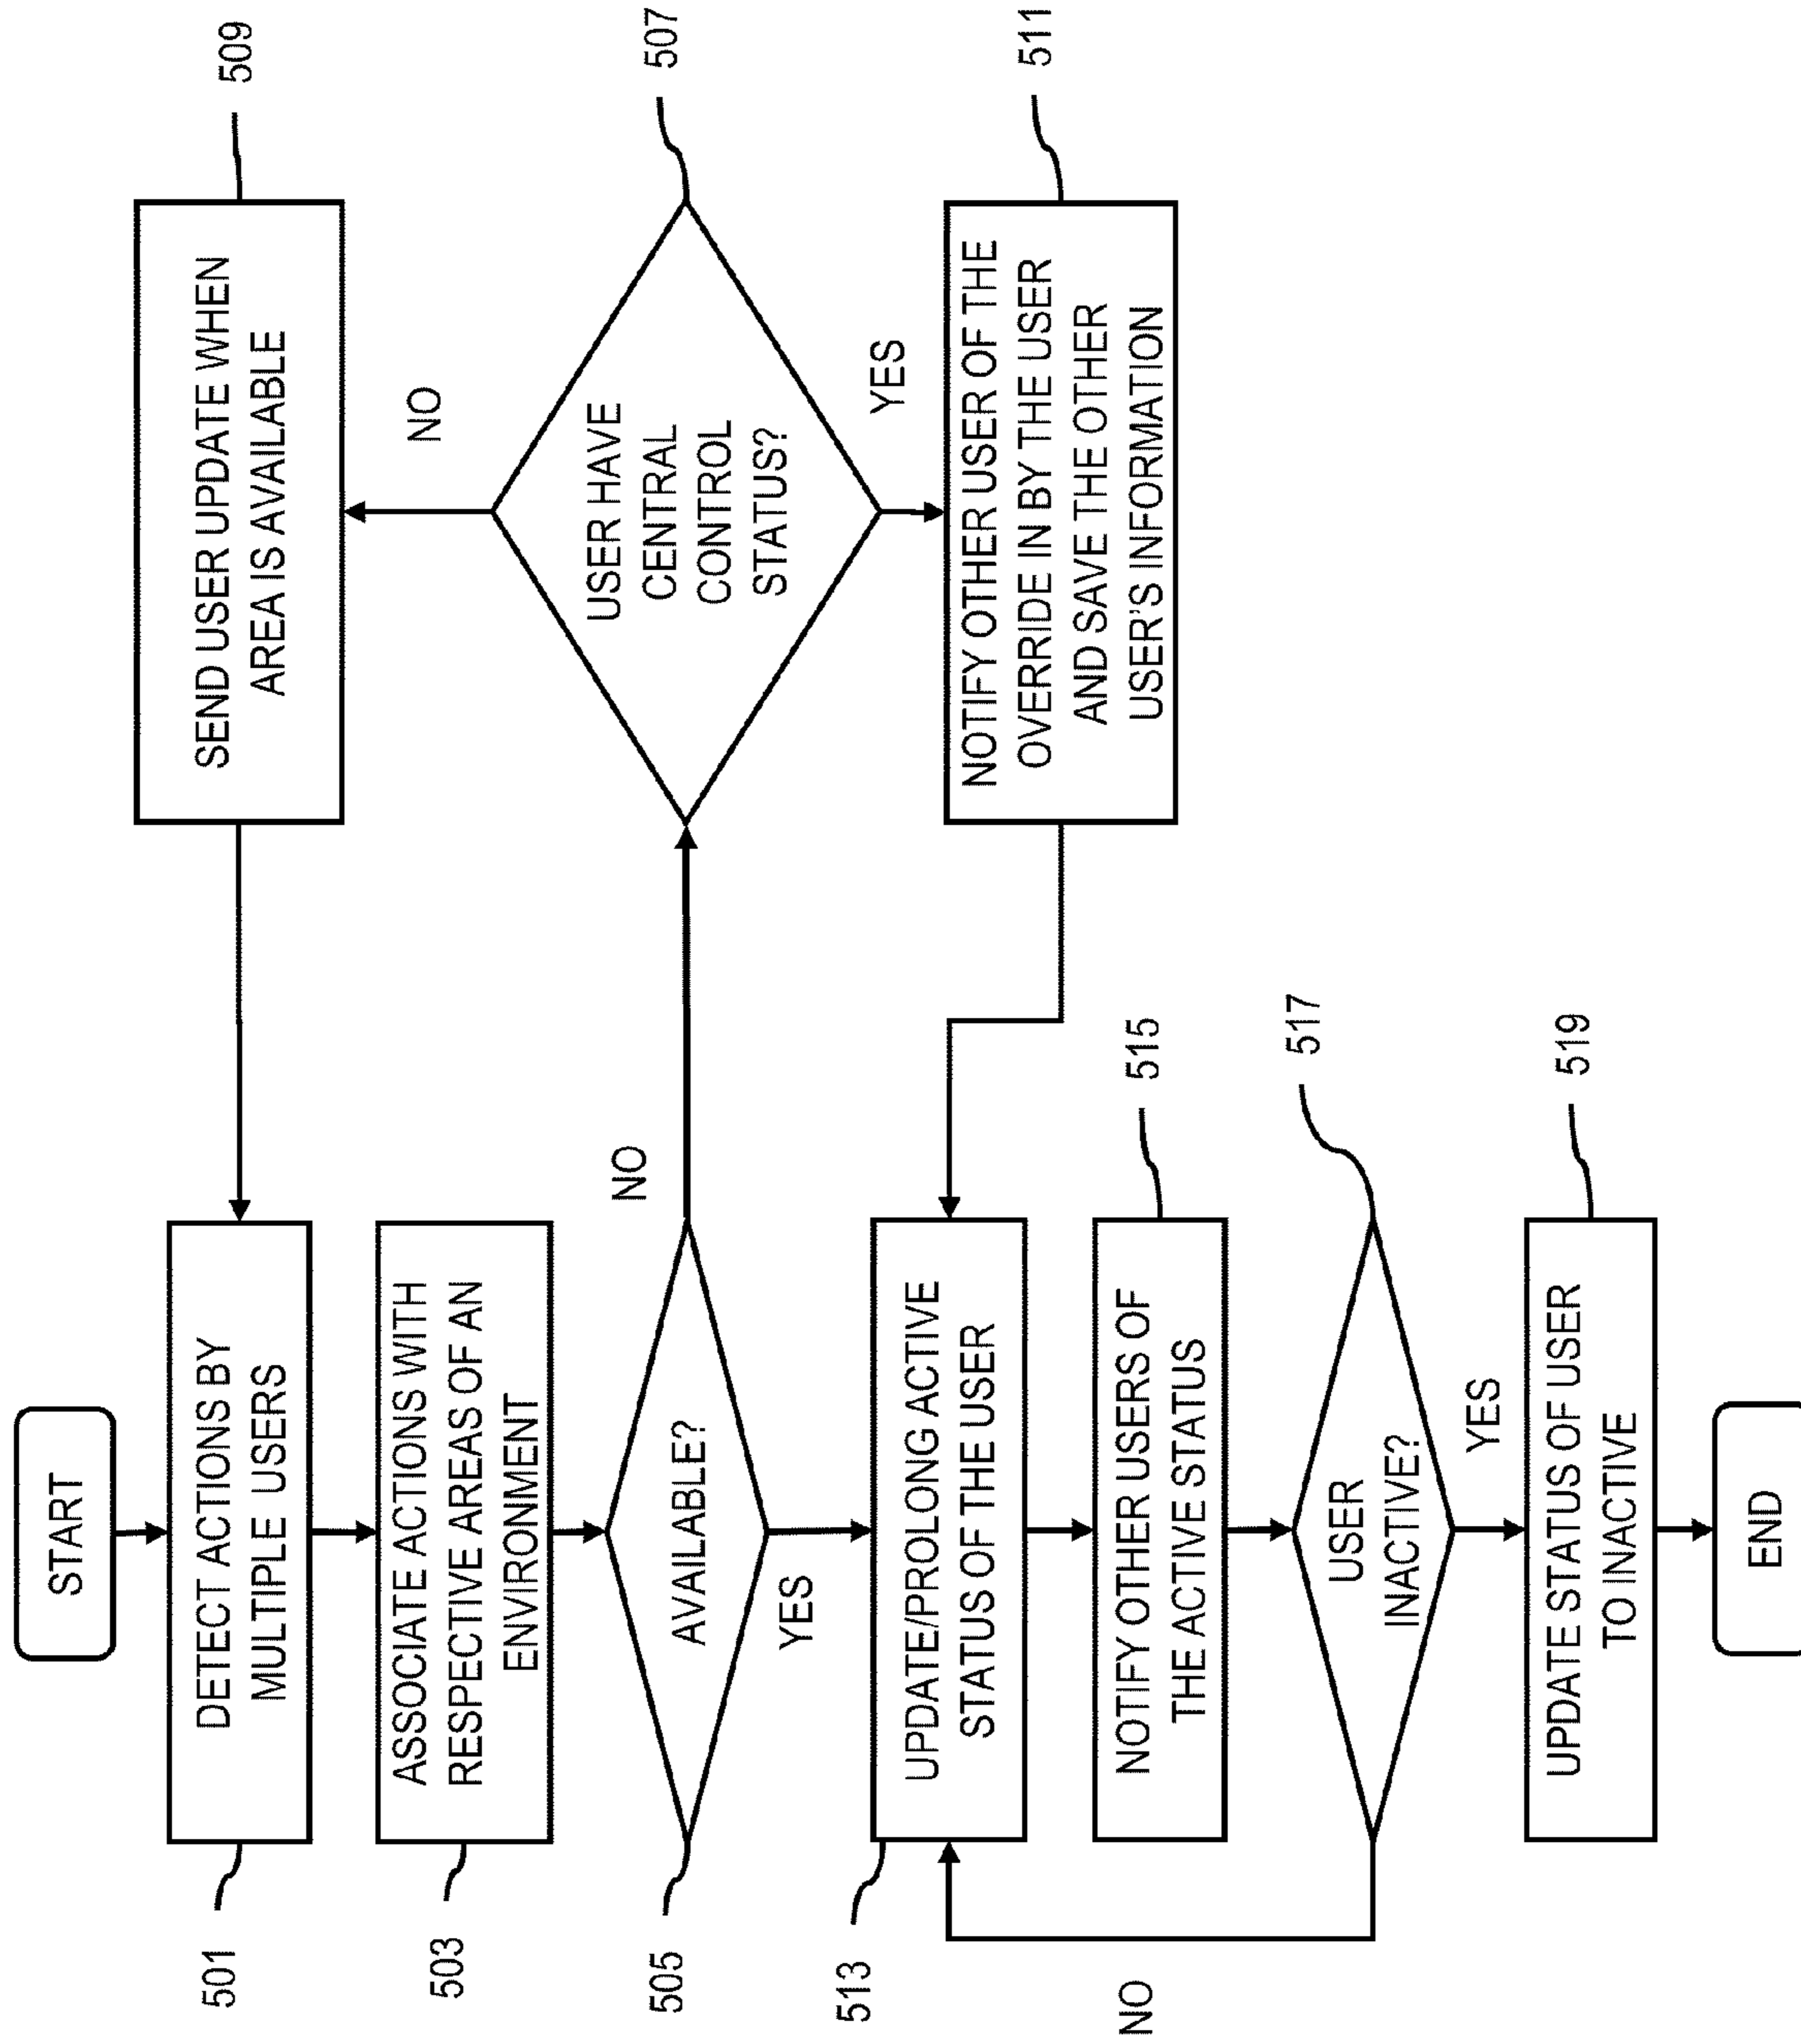 START
501
DETECT ACTIONS BY
MULTIPLE USERS
503
ASSOCIATE ACTIONS WITH
RESPECTIVE AREAS OF AN
ENVIRONMENT
505
AVAILABLE?
NO
YES
507
USER HAVE
CENTRAL
CONTROL
STATUS?
NO
YES
509
SEND USER UPDATE WHEN
AREA IS AVAILABLE
511
NOTIFY OTHER USER OF THE
OVERRIDE IN BY THE USER
AND SAVE THE OTHER
USER'S INFORMATION
513
UPDATE/PROLONG ACTIVE
STATUS OF THE USER
515
NOTIFY OTHER USERS OF
THE ACTIVE STATUS
517
USER
INACTIVE?
NO
YES
519
UPDATE STATUS OF USER
TO INACTIVE
END